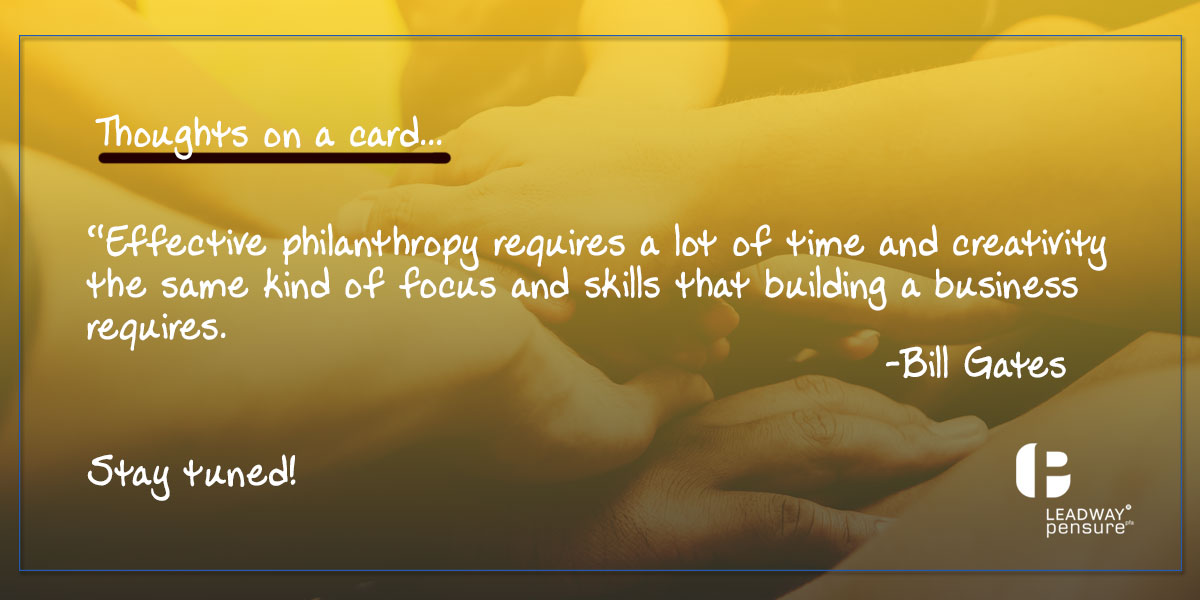 Thoughts on a card...
“Effective philanthropy requires a lot of time and creativity
the same kind of focus and skills that building a business
requires.
-Bill Gates
Stay tuned!
LEADWAY
pensure pfa